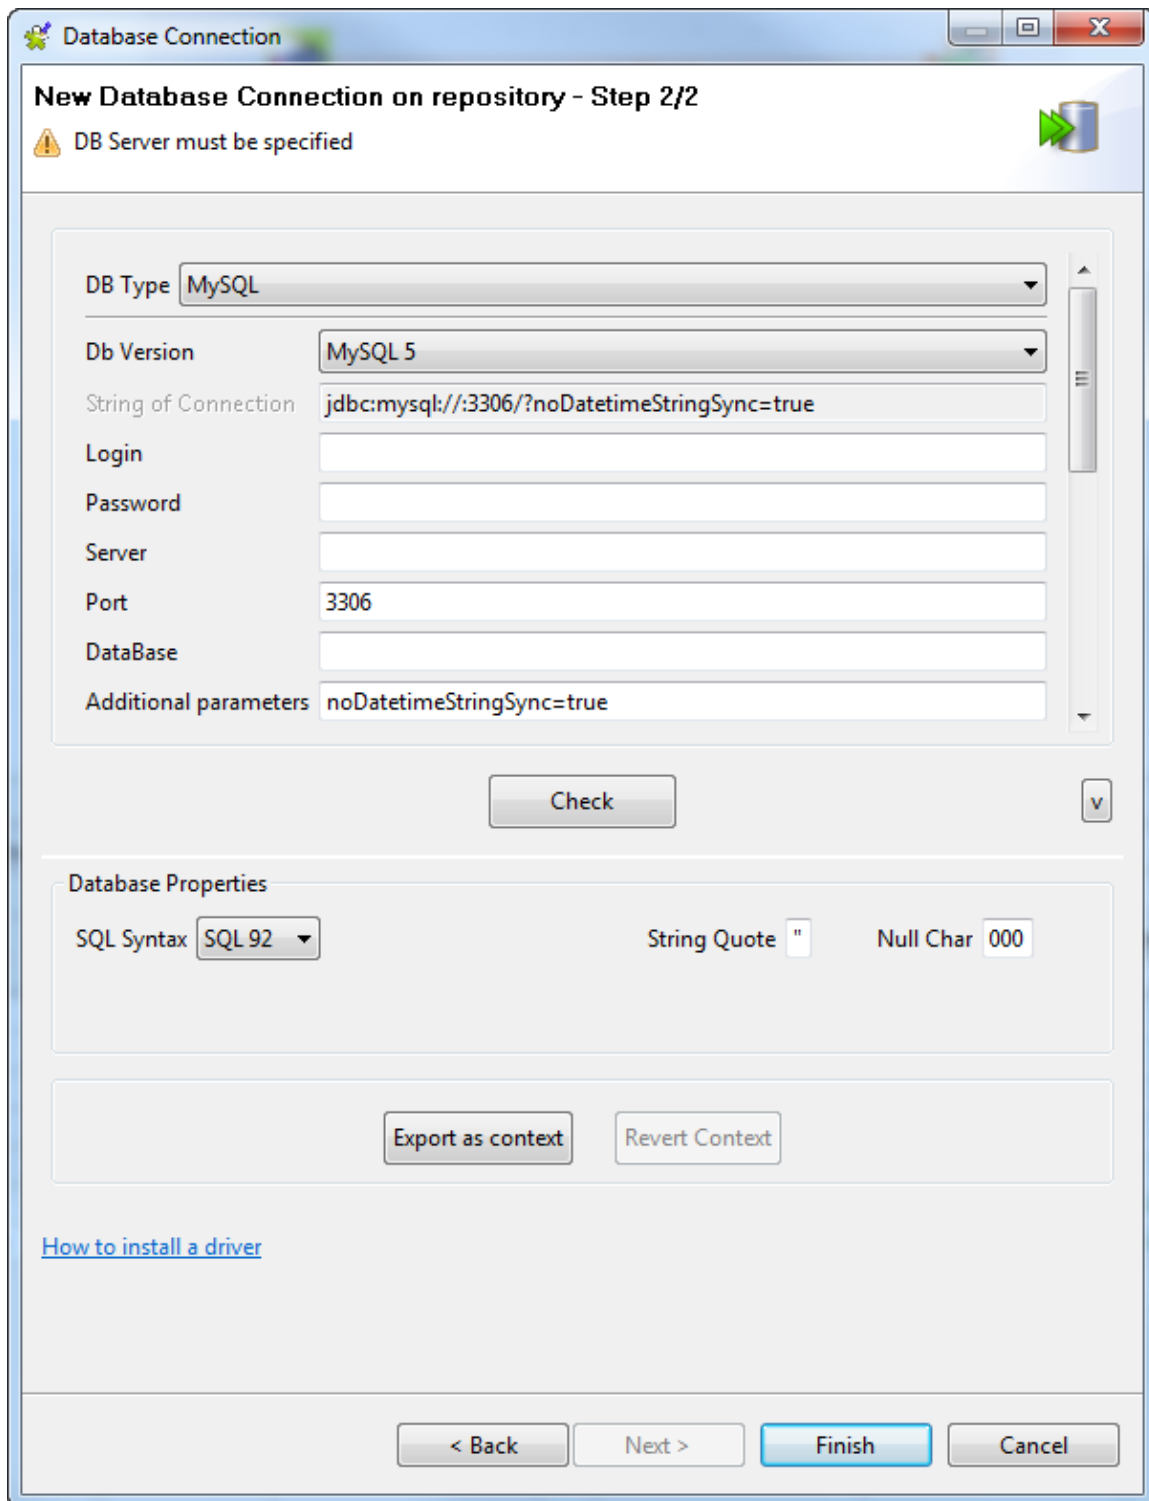 Database Connection
New Database Connection on repository - Step 2/2
DB Server must be specified
DB Type MySQL
Db Version MySQL 5
String of Connection jdbc:mysql://:3306/?noDatetimeStringSync=true
Login
Password
Server
Port 3306
DataBase
Additional parameters noDatetimeStringSync=true
Check v
Database Properties
SQL Syntax SQL 92 String Quote " Null Char 000
Export as context Revert Context
How to install a driver
< Back Next > Finish Cancel